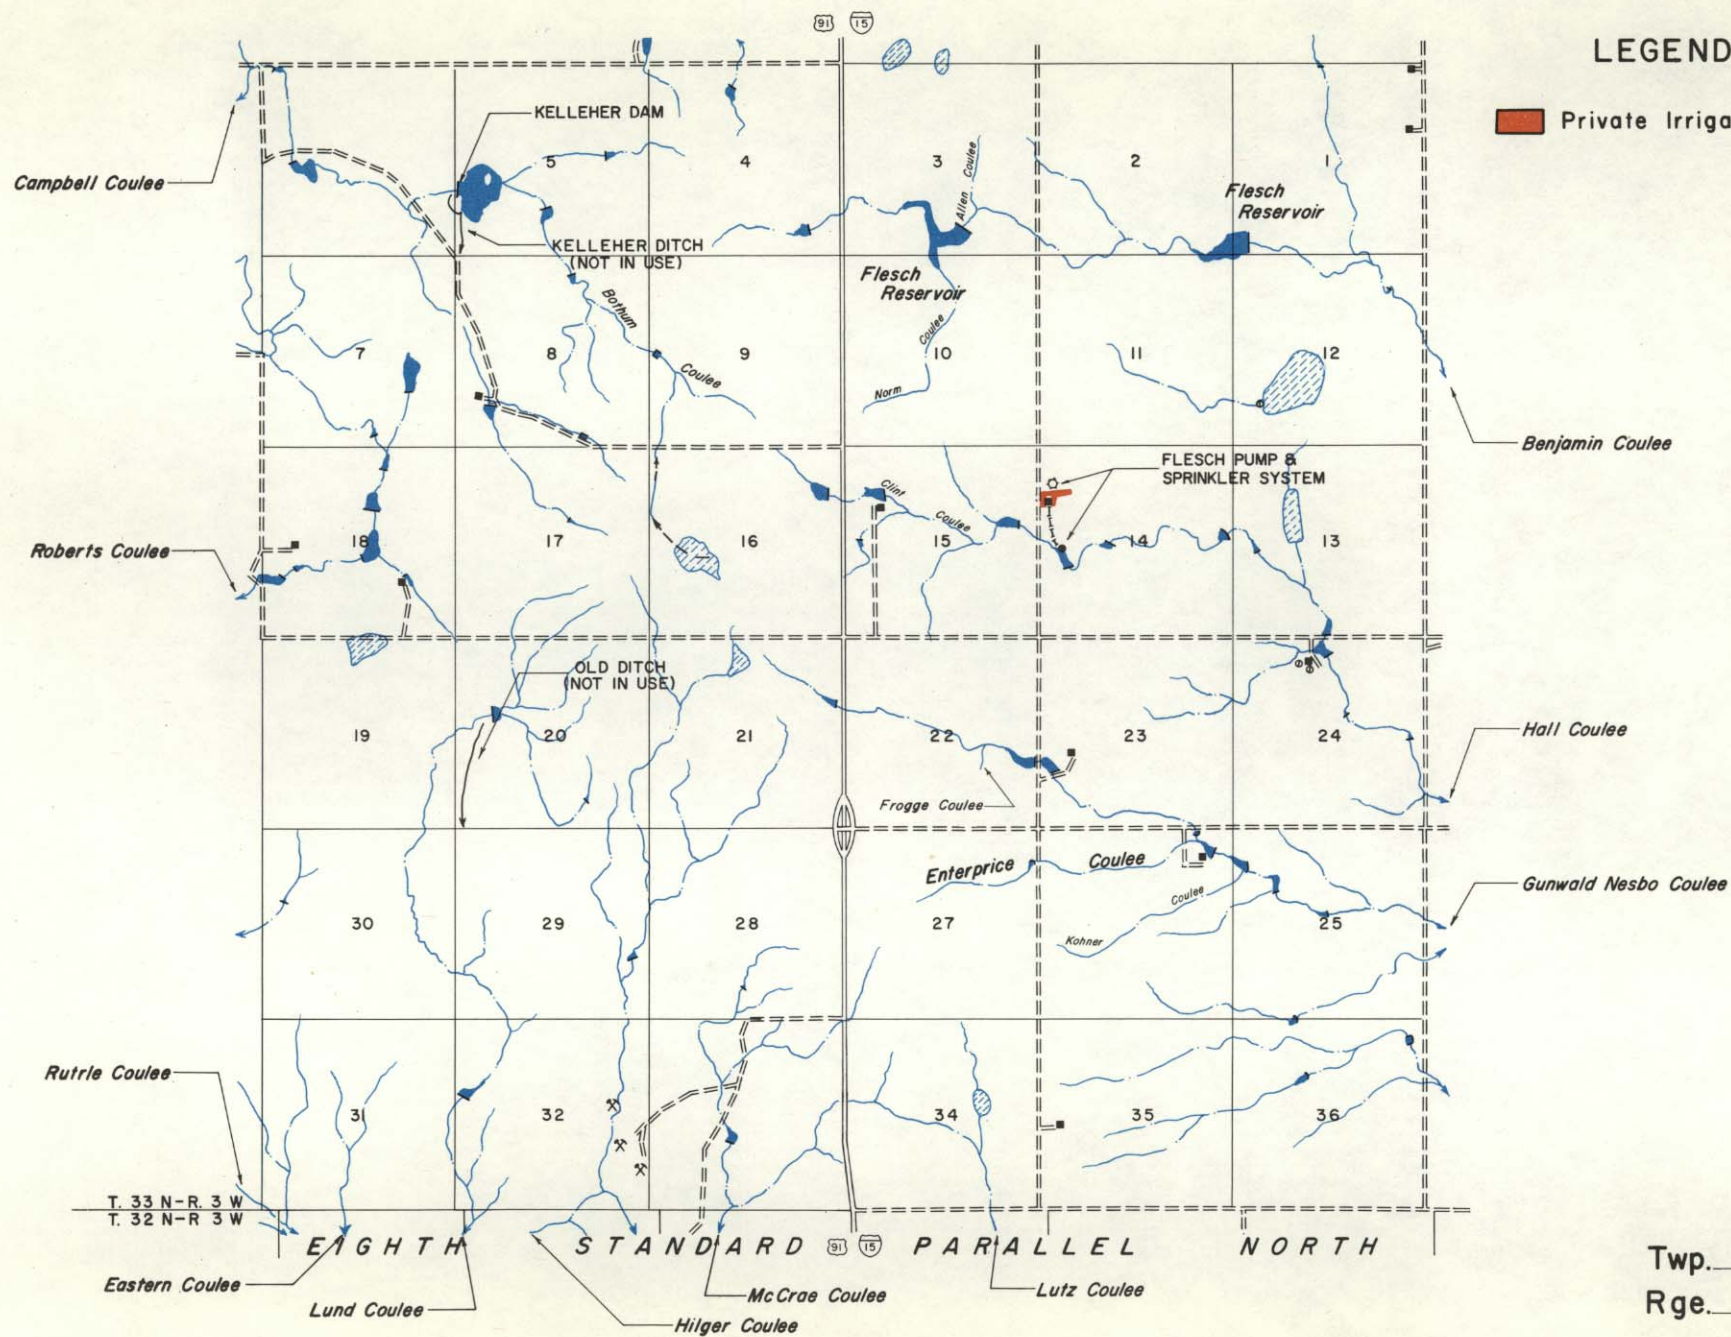 91 15
LEGEND
Private Irriga
KELLEHER DAM
Campbell Coulee
5
4
3
Allen Coulee
2
1
Flesch
Reservoir
KELLEHER DITCH
(NOT IN USE)
Flesch
Reservoir
Bothum
Coulee
7
8
9
10
Coulee
Norm
11
12
Benjamin Coulee
FLESCH PUMP &
SPRINKLER SYSTEM
Clint
Coulee
Roberts Coulee
18
17
16
15
14
13
OLD DITCH
(NOT IN USE)
19
20
21
22
23
24
Hall Coulee
Frogge Coulee
Enterprice Coulee
Coulee
Kohner
Gunwald Nesbo Coulee
30
29
28
27
25
Rutrle Coulee
31
32
34
35
36
T. 33 N-R. 3 W
T. 32 N-R 3 W
EIGHTH STANDARD 91 15 PARALLEL NORTH
Eastern Coulee
Lund Coulee
Hilger Coulee
McCrae Coulee
Lutz Coulee
Twp.
Rge.